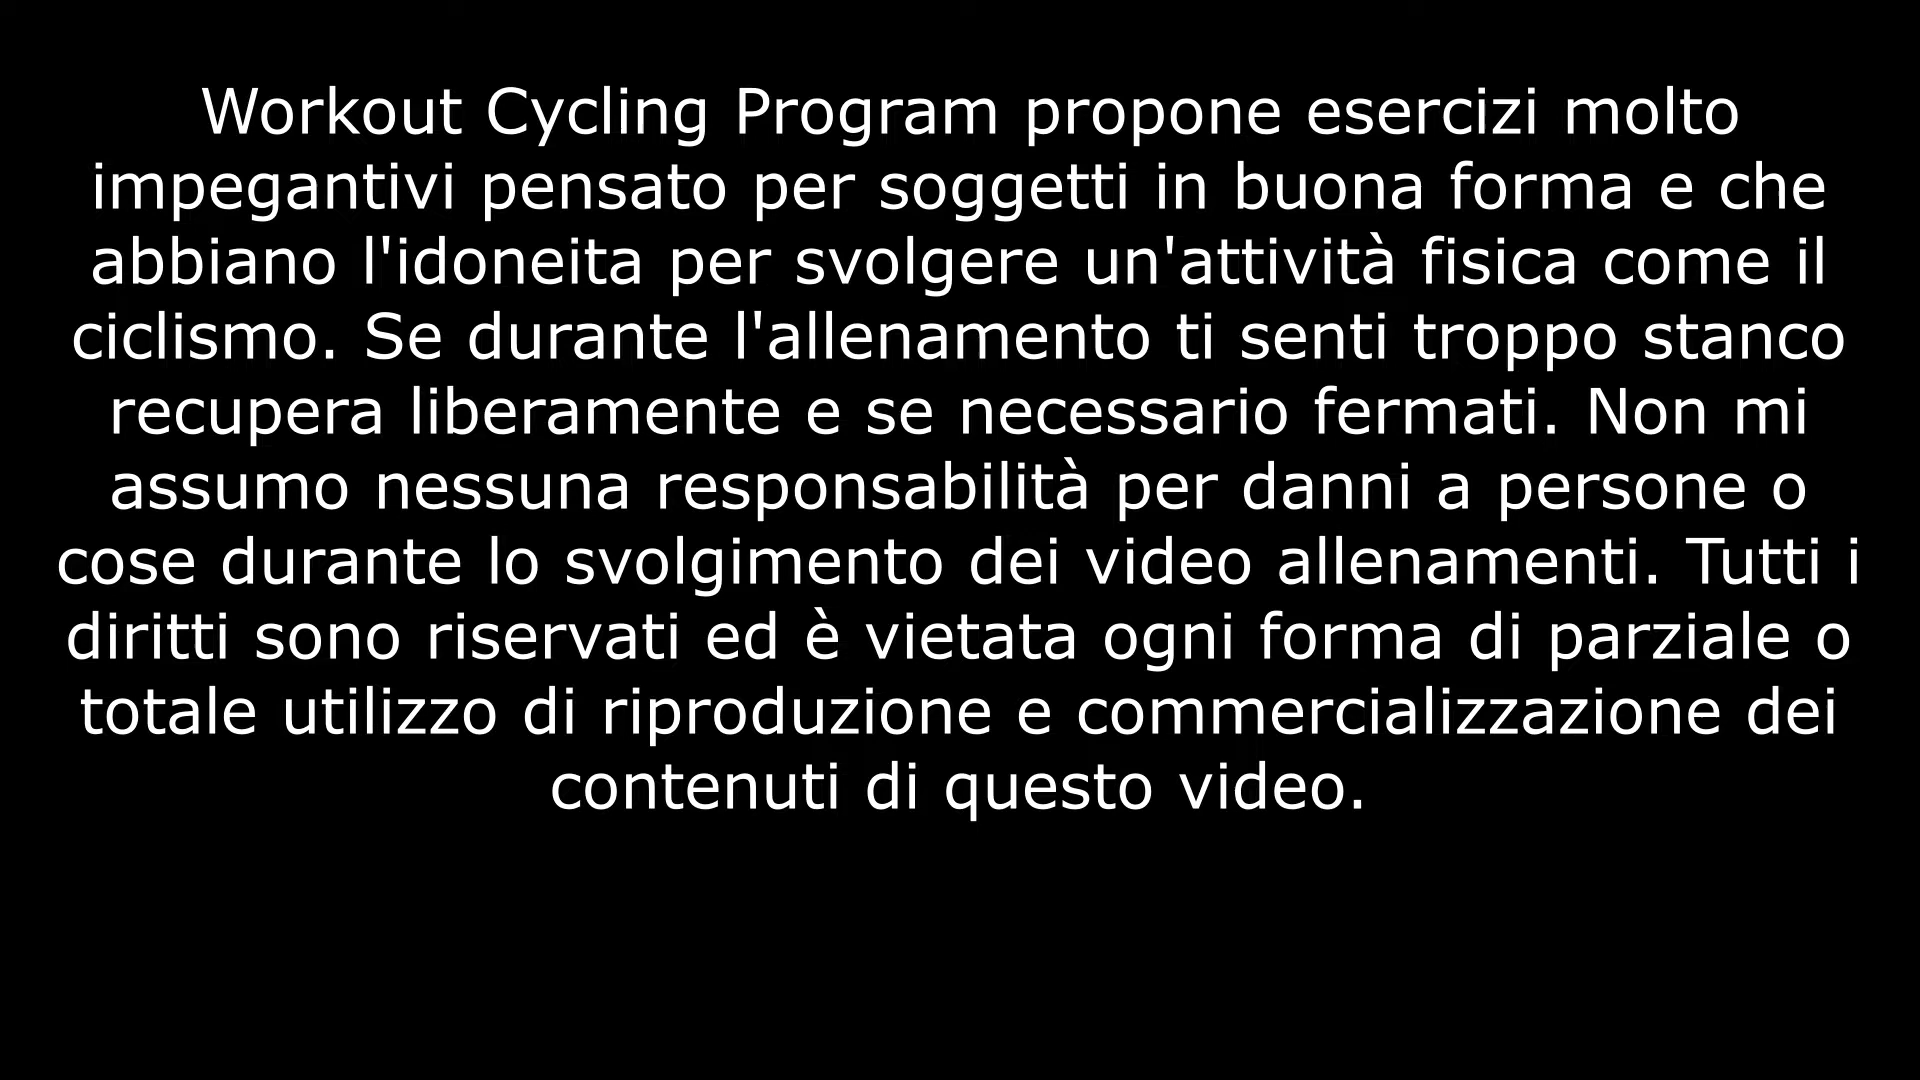 Workout Cycling Program propone esercizi molto
impegantivi pensato per soggetti in buona forma e che
abbiano l'idoneita per svolgere un'attività fisica come il
ciclismo. Se durante l'allenamento ti senti troppo stanco
recupera liberamente e se necessario fermati. Non mi
assumo nessuna responsabilità per danni a persone o
cose durante lo svolgimento dei video allenamenti. Tutti i
diritti sono riservati ed è vietata ogni forma di parziale o
totale utilizzo di riproduzione e commercializzazione dei
contenuti di questo video.